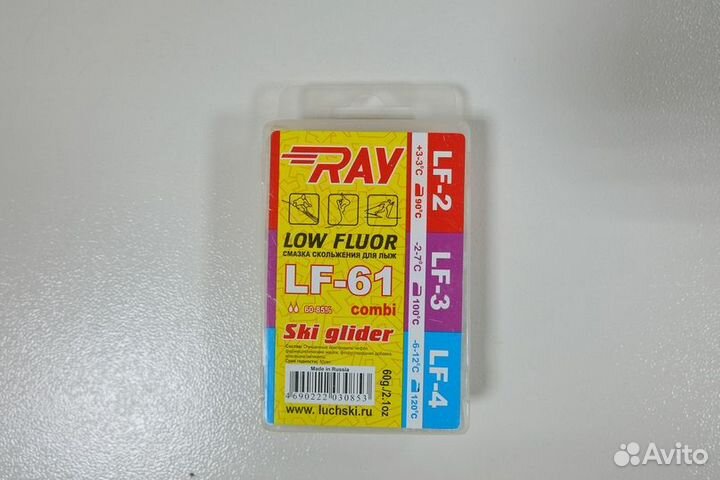 RAY
LOW FLUOR
СМАЗКА СКОЛЬЖЕНИЯ ДЛЯ ЛЫЖ
LF-61
60-85% combi
Ski glider
Made in Russia
4690222030853
www.luchski.ru
60g./2.1oz
LF-2
+3-3°C 90°C
LF-3
-2-7°C 100°C
LF-4
-6-12°C 120°C
Avito